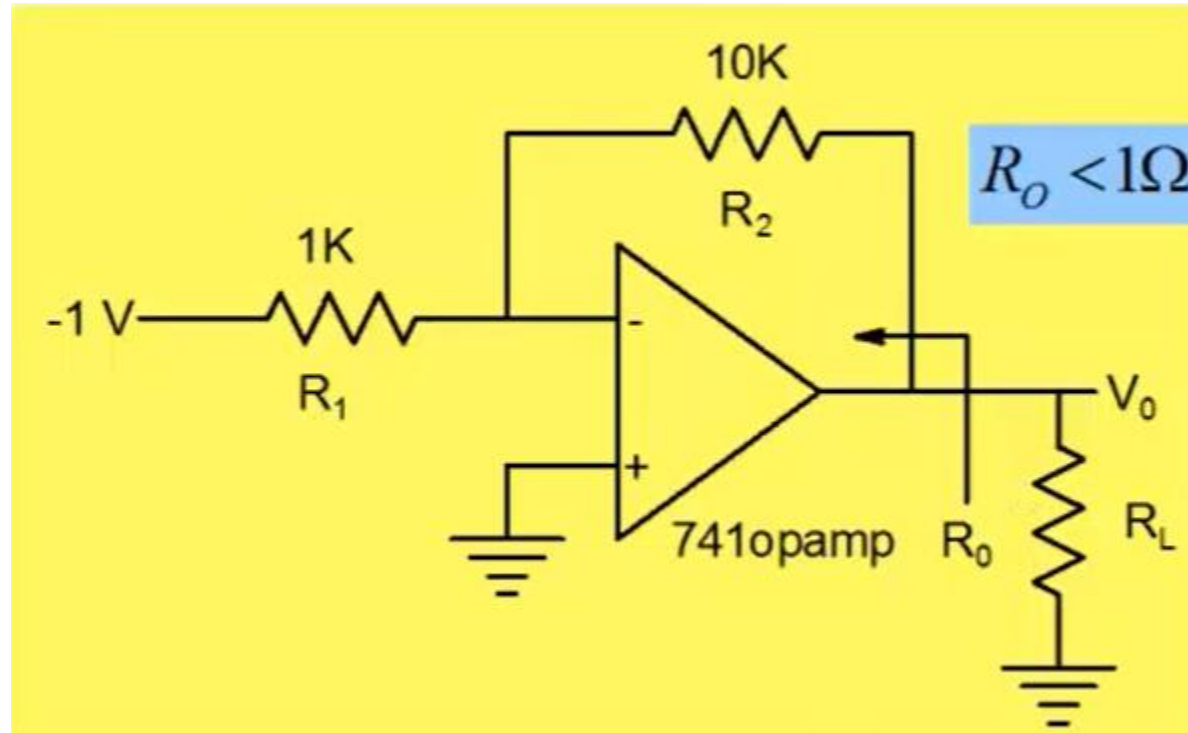 10K
R₂
R_O < 1Ω
1K
-1 V
R₁
-
+
741opamp
R₀
V₀
R_L